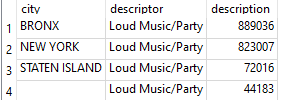 city descriptor description
1 BRONX Loud Music/Party 889036
2 NEW YORK Loud Music/Party 823007
3 STATEN ISLAND Loud Music/Party 72016
4 Loud Music/Party 44183